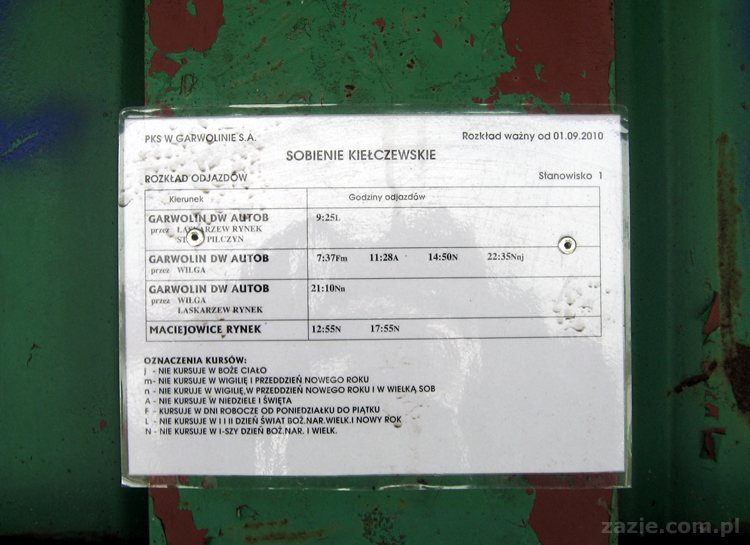 PKS W GARWOLINIE S.A.
Rozkład ważny od 01.09.2010
SOBIENIE KIEŁCZEWSKIE
ROZKŁAD ODJAZDÓW
Stanowisko 1
Kierunek Godziny odjazdów
GARWOLIN DW AUTOB 9:25L
przez ŁASKARZEW RYNEK
PILCZYN
GARWOLIN DW AUTOB 7:37Fm 11:28A 14:50N 22:35Nnj
przez WILGA
GARWOLIN DW AUTOB 21:10Nn
przez WILGA
ŁASKARZEW RYNEK
MACIEJOWICE RYNEK 12:55N 17:55N
OZNACZENIA KURSÓW:
j - NIE KURSUJE W BOŻE CIAŁO
m- NIE KURSUJE W WIGILIĘ I PRZEDDZIEŃ NOWEGO ROKU
n - NIE KURUJE W WIGILIĘ,W PRZEDDZIEŃ NOWEGO ROKU I W WIELKĄ SOB
A - NIE KURSUJE W NIEDZIELE I ŚWIĘTA
F - KURSUJE W DNI ROBOCZE OD PONIEDZIAŁKU DO PIĄTKU
L - NIE KURSUJE W I I II DZIEŃ ŚWIAT BOŻ.NAR.WIELK.I NOWY ROK
N - NIE KURSUJE W I-SZY DZIEŃ BOŻ.NAR. I WIELK.
zazie.com.pl